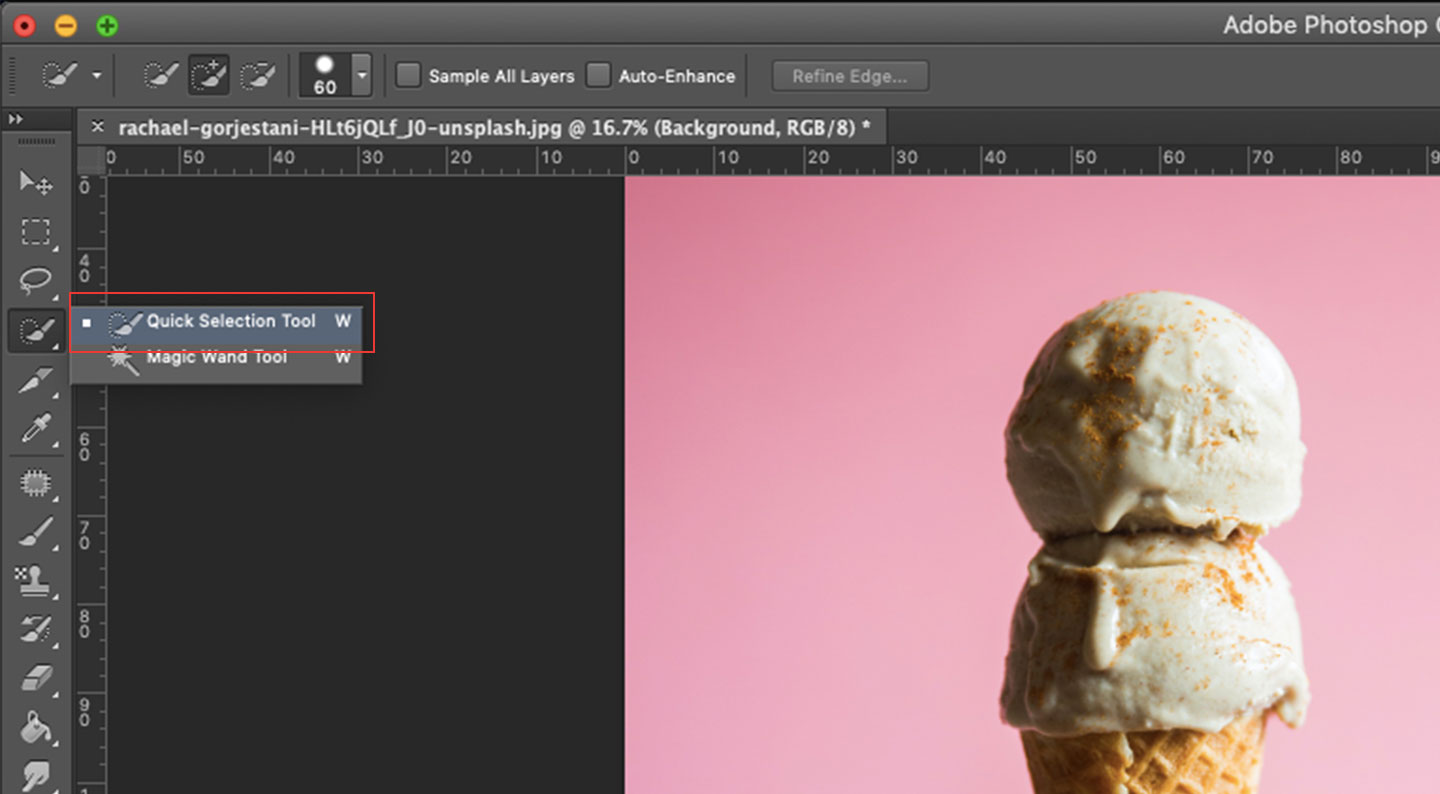 Adobe Photoshop
60
Sample All Layers
Auto-Enhance
Refine Edge...
rachael-gorjestani-HLt6jQLf_J0-unsplash.jpg @ 16.7% (Background, RGB/8) *
0 50 40 30 20 10 0 10 20 30 40 50 60 70 80 9
0
40
Quick Selection Tool W
Magic Wand Tool W
60
70
80
90
1